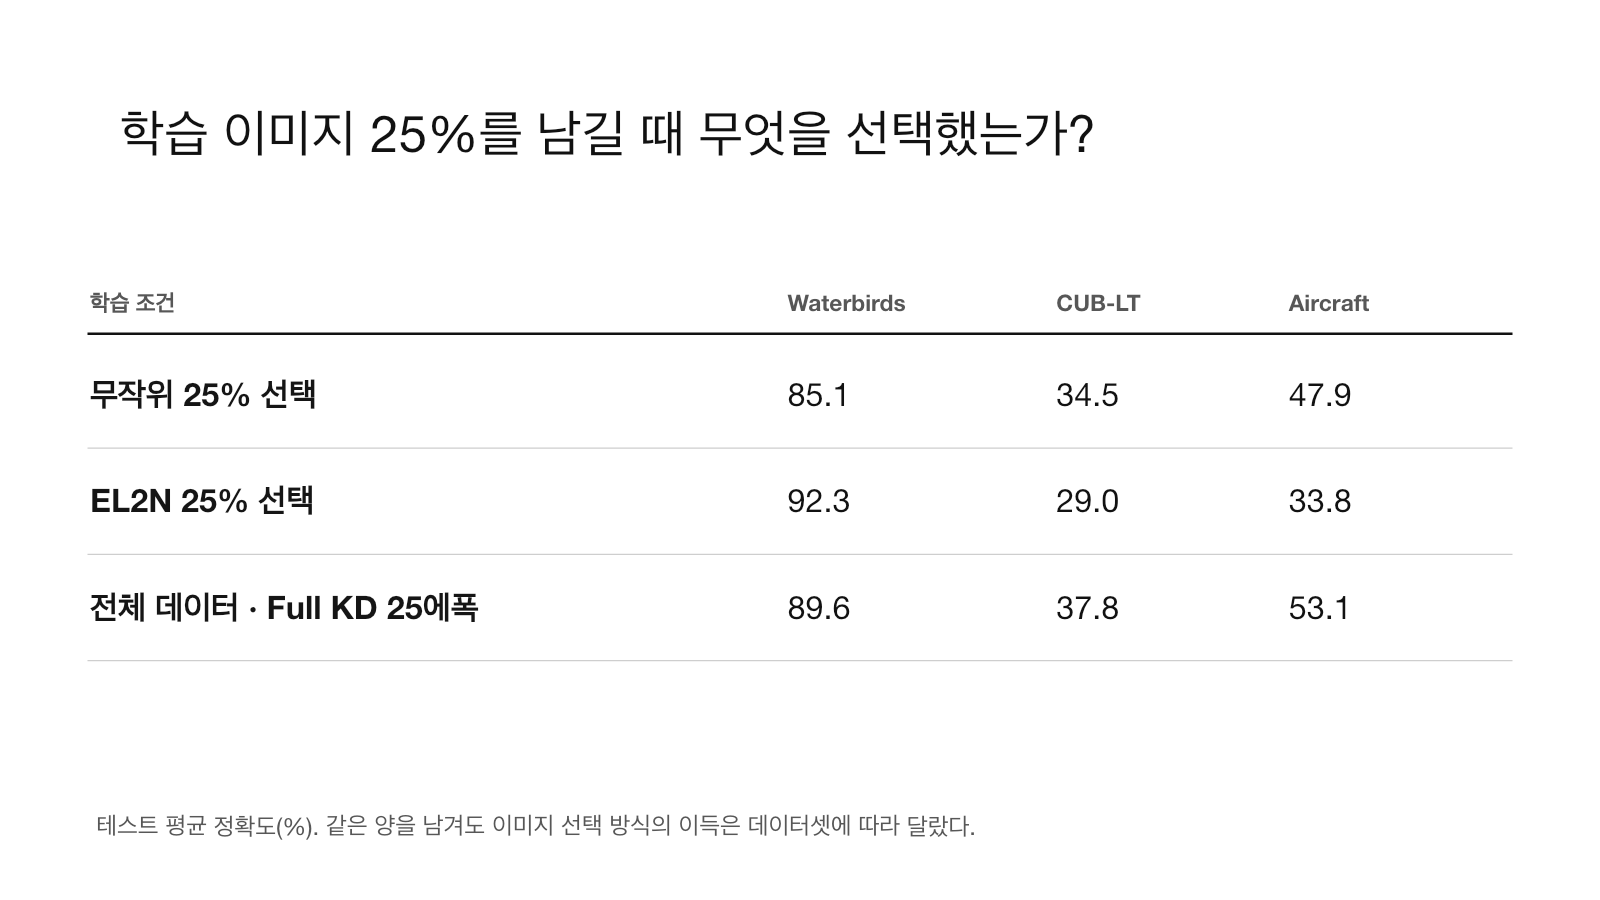 학습 이미지 25%를 남길 때 무엇을 선택했는가?
학습 조건 Waterbirds CUB-LT Aircraft
무작위 25% 선택 85.1 34.5 47.9
EL2N 25% 선택 92.3 29.0 33.8
전체 데이터 · Full KD 25에폭 89.6 37.8 53.1
테스트 평균 정확도(%). 같은 양을 남겨도 이미지 선택 방식의 이득은 데이터셋에 따라 달랐다.